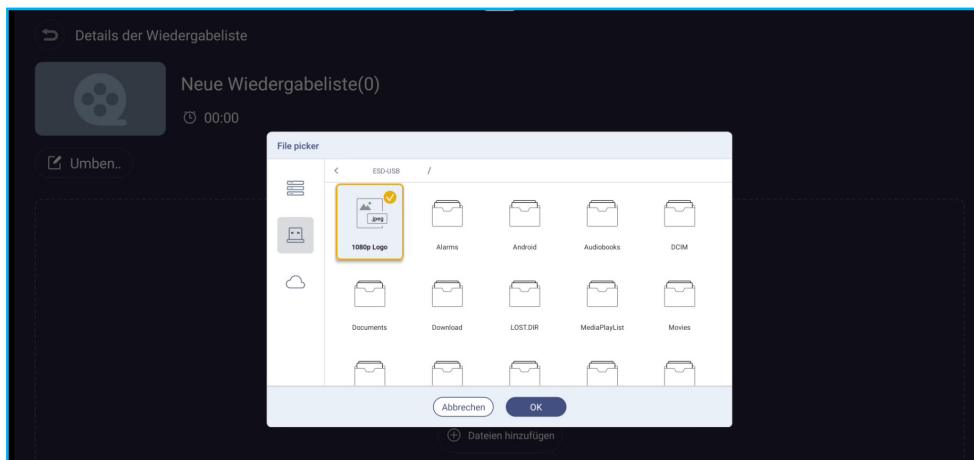 Details der Wiedergabeliste
Neue Wiedergabeliste(0)
00:00
Umben..
File picker
ESD-USB /
.jpeg
1080p Logo Alarms Android Audiobooks DCIM
Documents Download LOST.DIR MediaPlayList Movies
Abbrechen OK
Dateien hinzufügen